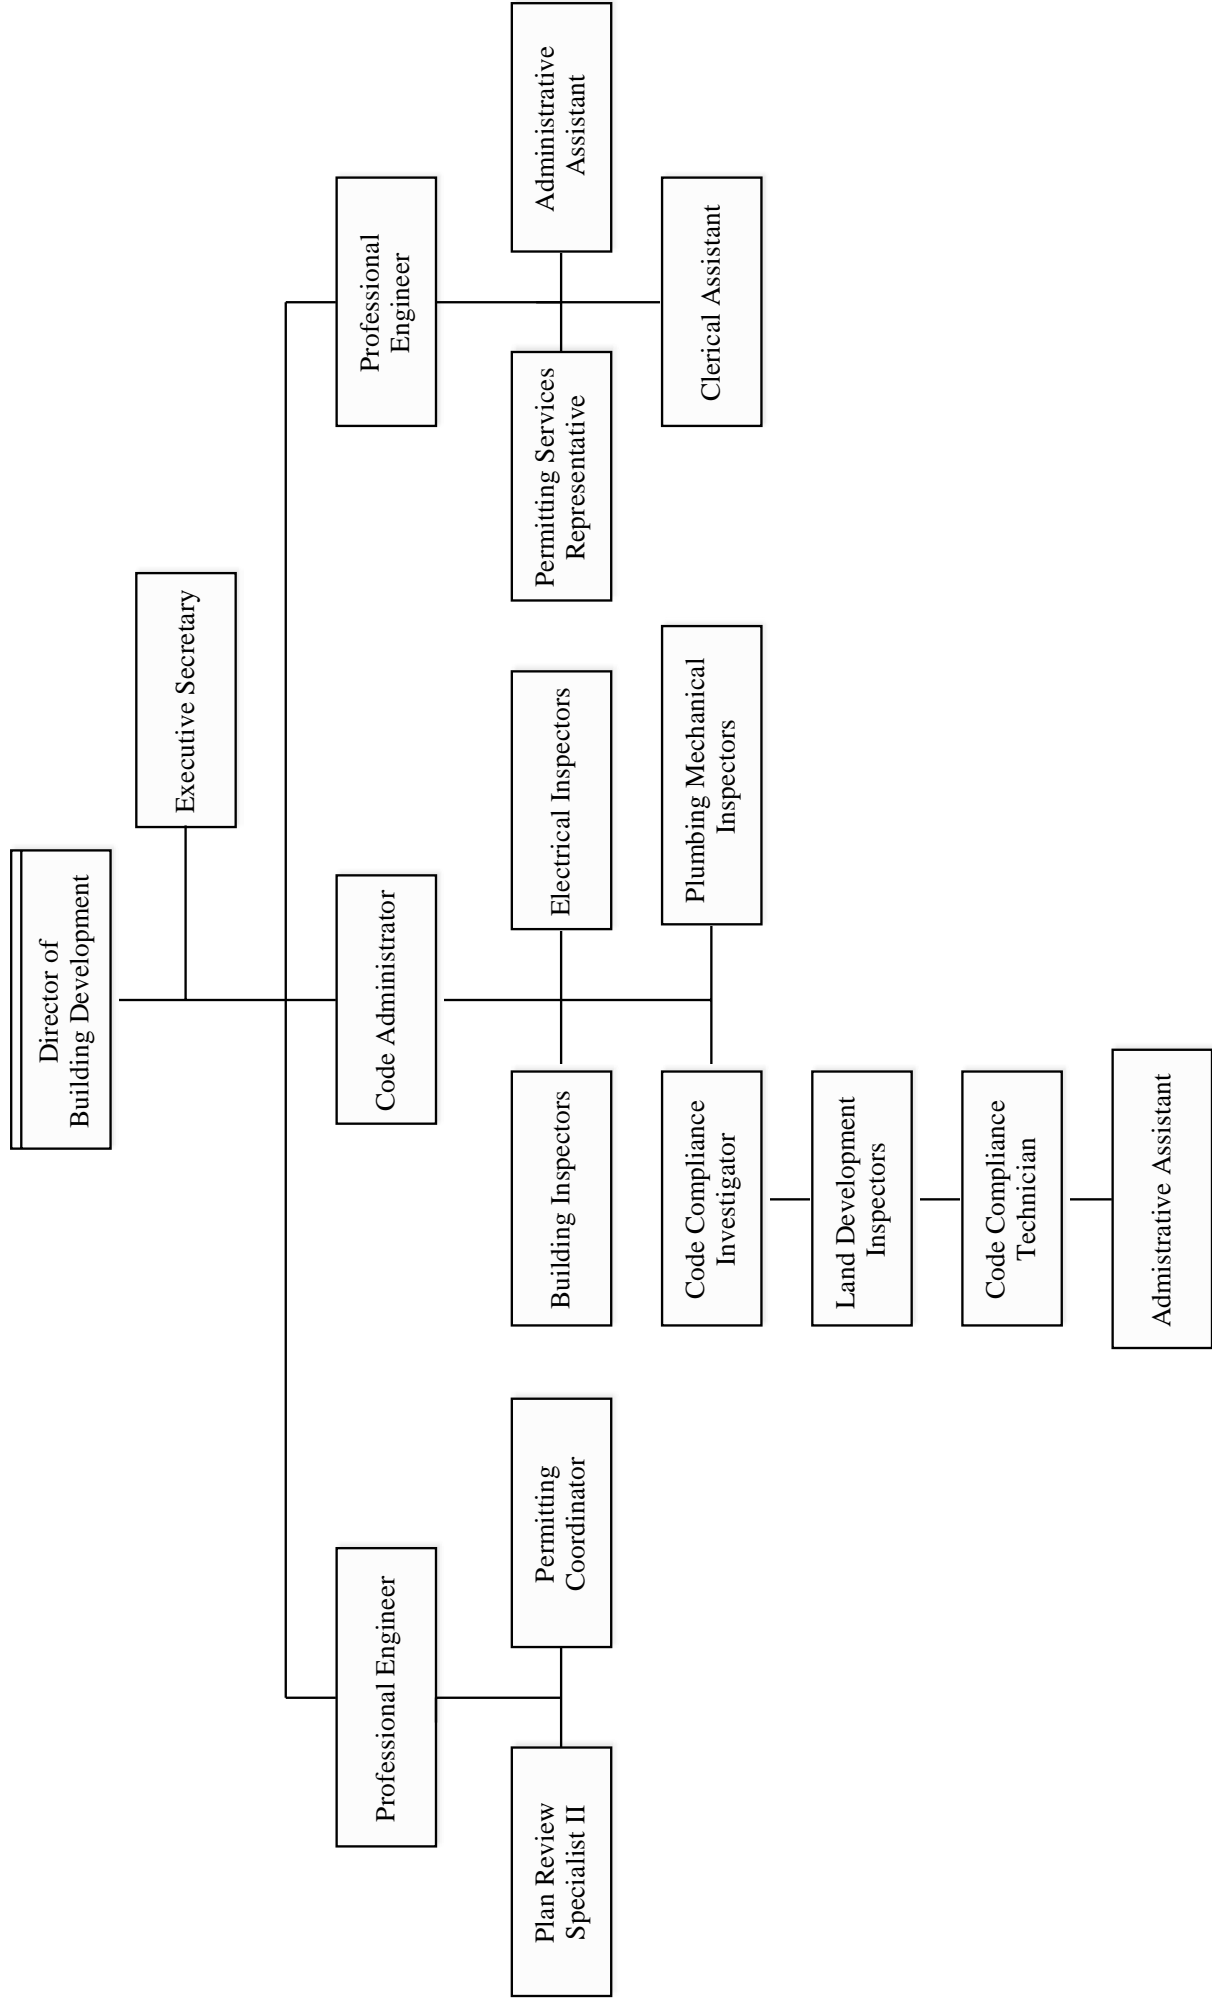 Director of
Building Development
Executive Secretary
Professional Engineer
Code Administrator
Professional
Engineer
Plan Review
Specialist II
Permitting
Coordinator
Building Inspectors
Electrical Inspectors
Permitting Services
Representative
Administrative
Assistant
Code Compliance
Investigator
Plumbing Mechanical
Inspectors
Clerical Assistant
Land Development
Inspectors
Code Compliance
Technician
Admistrative Assistant